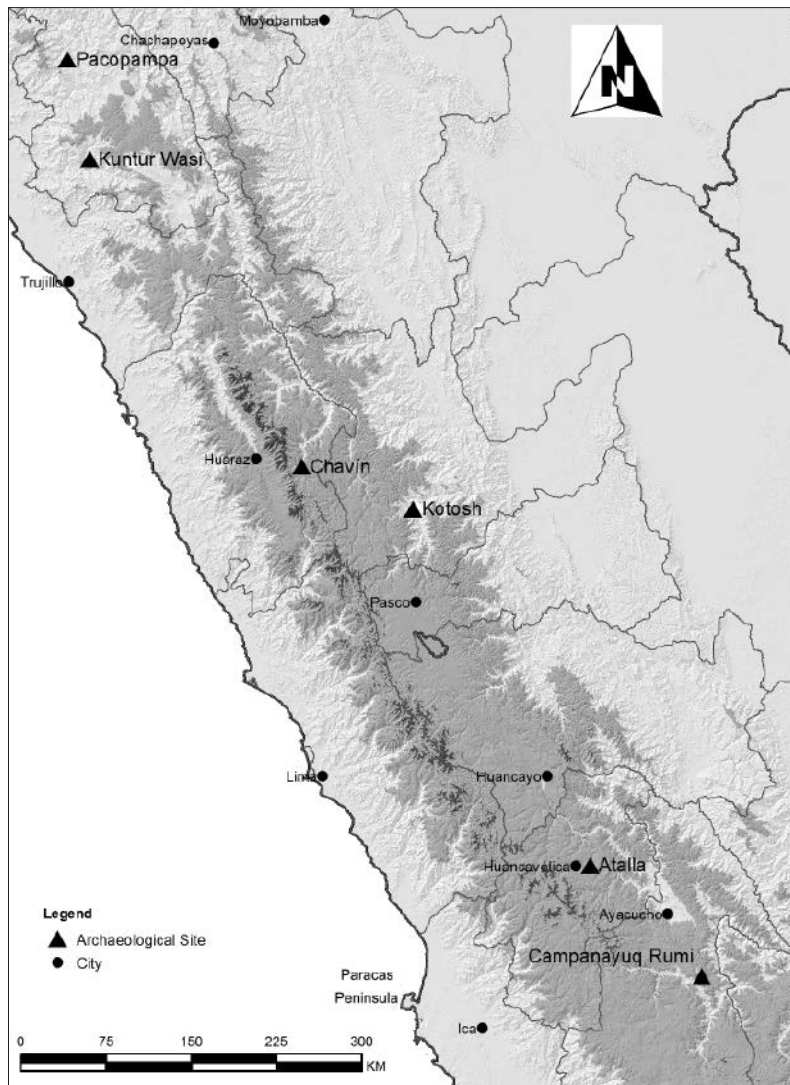 Moyobamba
Chachapoyas
Pacopampa
N
Kuntur Wasi
Trujillo
Huaraz
Chavín
Kotosh
Pasco
Lima
Huancayo
Huancavelica
Atalla
Legend
Archaeological Site
City
Ayacucho
Campanayuq Rumi
Paracas
Peninsula
Ica
0 75 150 225 300
KM